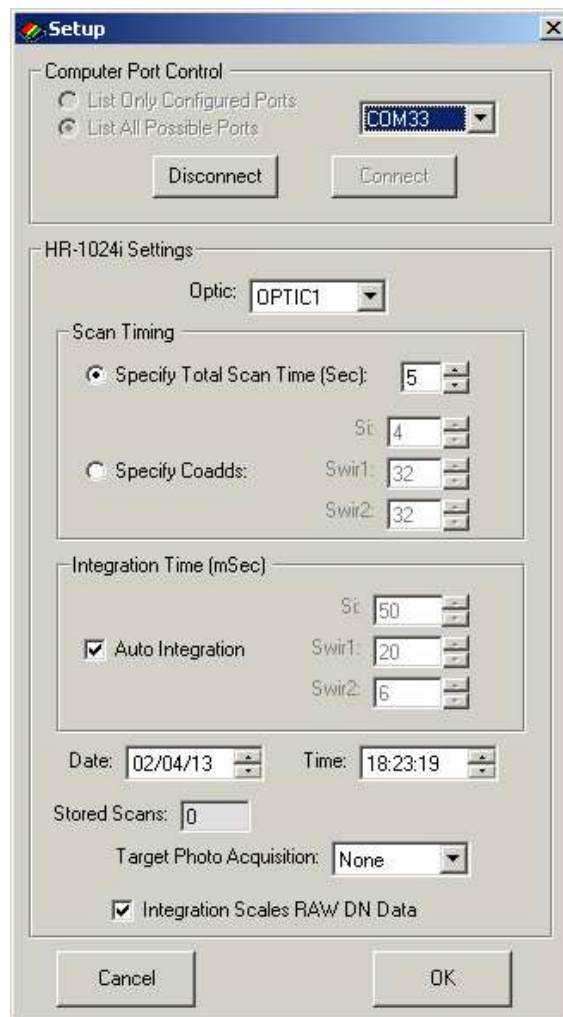 Setup
Computer Port Control
List Only Configured Ports
List All Possible Ports
COM33
Disconnect
Connect
HR-1024i Settings
Optic: OPTIC1
Scan Timing
Specify Total Scan Time (Sec): 5
Si: 4
Specify Coadds: Swir1: 32
Swir2: 32
Integration Time (mSec)
Si: 50
Auto Integration Swir1: 20
Swir2: 6
Date: 02/04/13 Time: 18:23:19
Stored Scans: 0
Target Photo Acquisition: None
Integration Scales RAW DN Data
Cancel OK